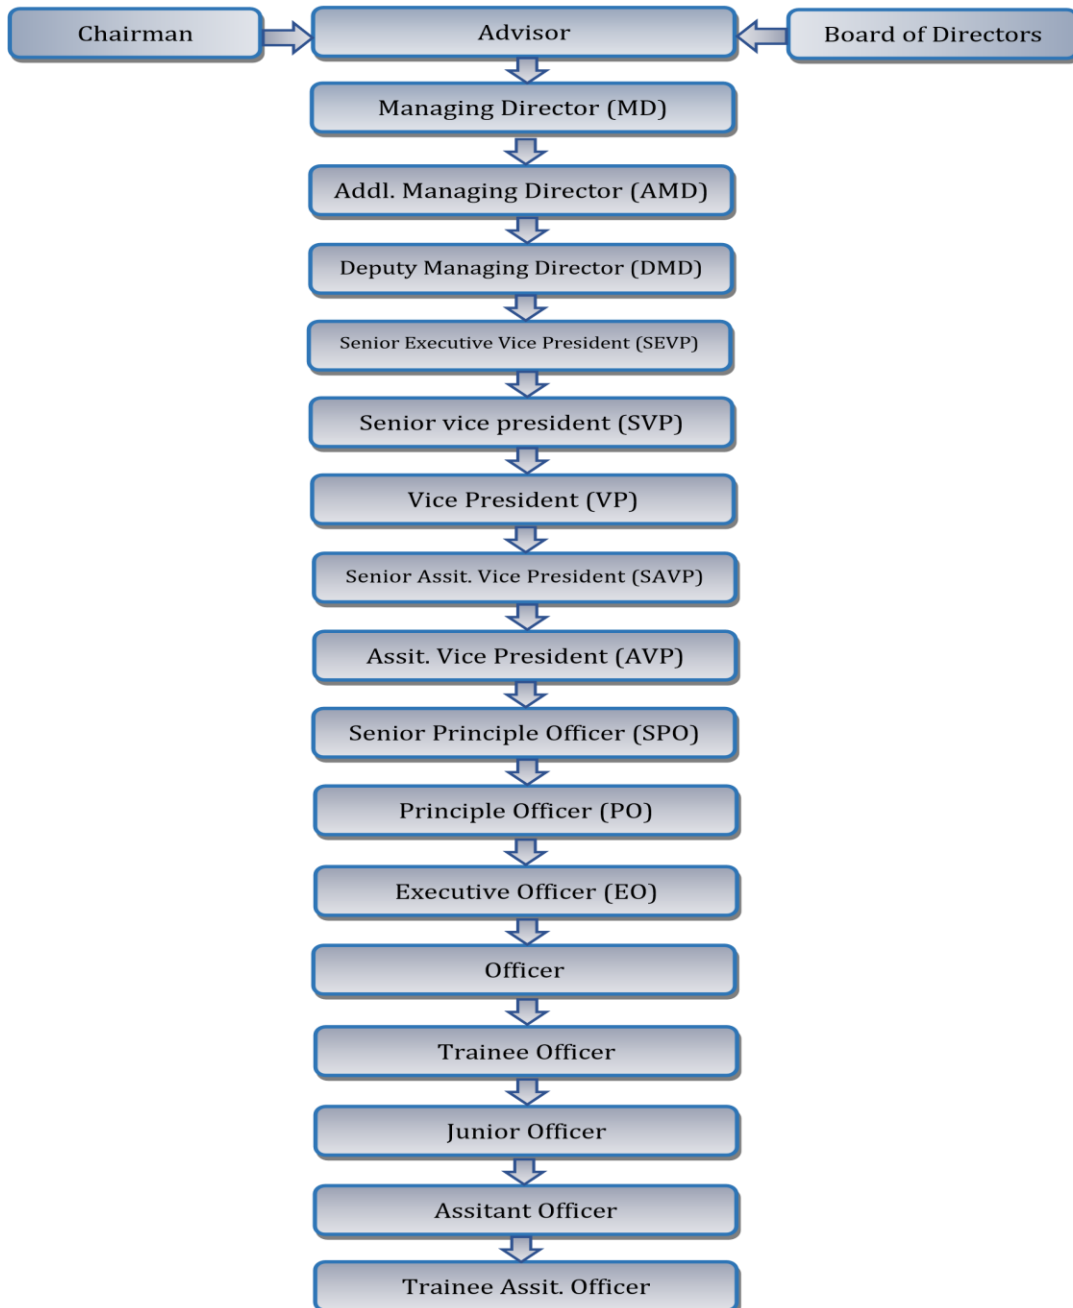 Chairman
Advisor
Board of Directors
Managing Director (MD)
Addl. Managing Director (AMD)
Deputy Managing Director (DMD)
Senior Executive Vice President (SEVP)
Senior vice president (SVP)
Vice President (VP)
Senior Assit. Vice President (SAVP)
Assit. Vice President (AVP)
Senior Principle Officer (SPO)
Principle Officer (PO)
Executive Officer (EO)
Officer
Trainee Officer
Junior Officer
Assitant Officer
Trainee Assit. Officer